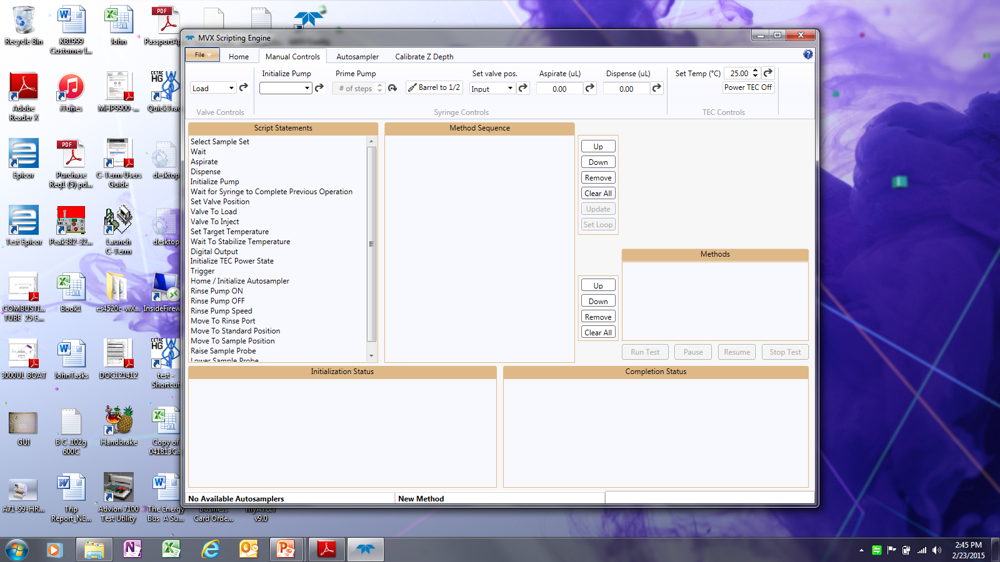 Recycle Bin
KB1999
Customer I...
John
PassportAp
MVX Scripting Engine
File
Home
Manual Controls
Autosampler
Calibrate Z Depth
Initialize Pump
Prime Pump
Set valve pos.
Aspirate (uL)
Dispense (uL)
Set Temp (°C)
25.00
Load
# of steps
Barrel to 1/2
Input
0.00
0.00
Power TEC Off
Valve Controls
Syringe Controls
TEC Controls
Adobe
Reader X
iTunes
MHP9900-...
CETAC
HG
QuickTrac
Script Statements
Select Sample Set
Wait
Aspirate
Dispense
Initialize Pump
Wait for Syringe to Complete Previous Operation
Set Valve Position
Valve To Load
Valve To Inject
Set Target Temperature
Wait To Stabilize Temperature
Digital Output
Initialize TEC Power State
Trigger
Home / Initialize Autosampler
Rinse Pump ON
Rinse Pump OFF
Rinse Pump Speed
Move To Rinse Port
Move To Standard Position
Move To Sample Position
Raise Sample Probe
Lower Sample Probe
Method Sequence
Up
Down
Remove
Clear All
Update
Set Loop
Up
Down
Remove
Clear All
Methods
Run Test
Pause
Resume
Stop Test
Initialization Status
Completion Status
No Available Autosamplers
New Method
Epicor
PDF
Purchase
Req1 (5).pd...
C-Term Users
Guide
desktop
Test Epicor
Peak382-32...
Launch
C-Term
desktop
COMBUSTI...
TUBE 25 E...
Book1
es4520c-wX...
InsideFirew
3000UL BOAT
JohnTasks
DOC121412
CETAC
HG
test -
Shortcut
GUI
B C .102g
600C
Handbrake
Copy of
041813Ca
A71-99-HR...
Trip
Report_NE...
Advion 7100
Test Utility
The Energy
Bus A Su...
Business
Card Orde...
myAT&T
v9.0
2:45 PM
2/23/2015